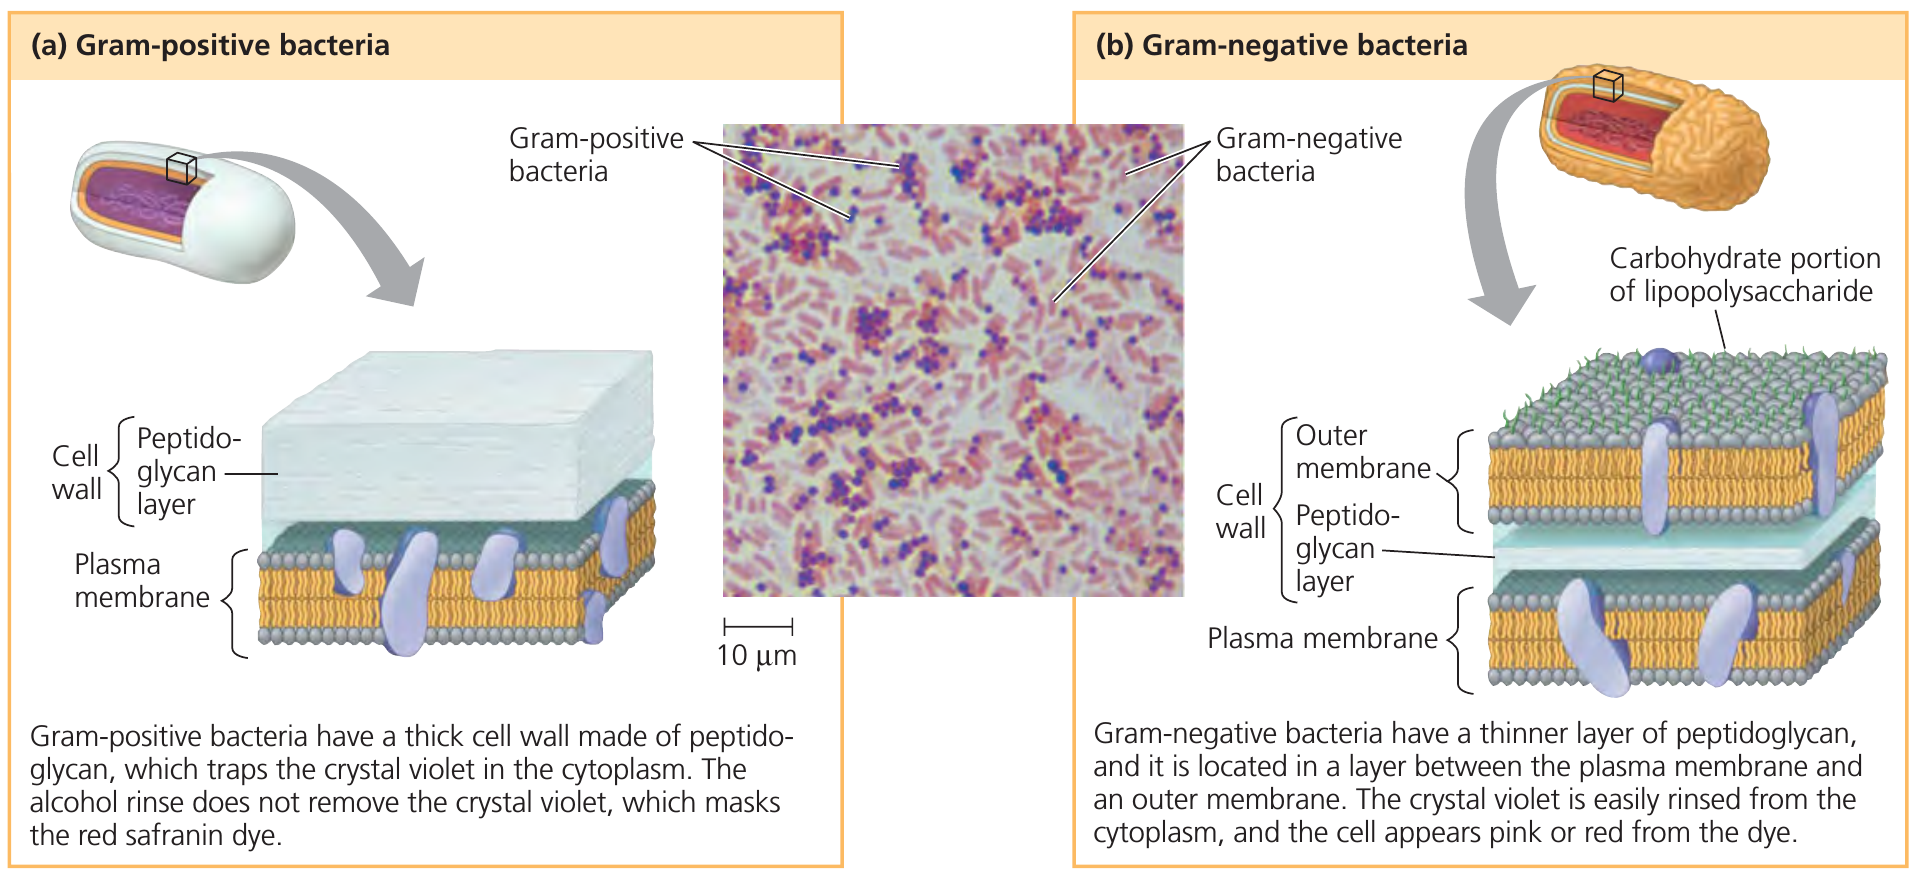 (a) Gram-positive bacteria
Gram-positive
bacteria
Cell
wall
Peptido-
glycan
layer
Plasma
membrane
Gram-positive bacteria have a thick cell wall made of peptido-
glycan, which traps the crystal violet in the cytoplasm. The
alcohol rinse does not remove the crystal violet, which masks
the red safranin dye.
10 μm
(b) Gram-negative bacteria
Gram-negative
bacteria
Carbohydrate portion
of lipopolysaccharide
Cell
wall
Outer
membrane
Peptido-
glycan
layer
Plasma membrane
Gram-negative bacteria have a thinner layer of peptidoglycan,
and it is located in a layer between the plasma membrane and
an outer membrane. The crystal violet is easily rinsed from the
cytoplasm, and the cell appears pink or red from the dye.